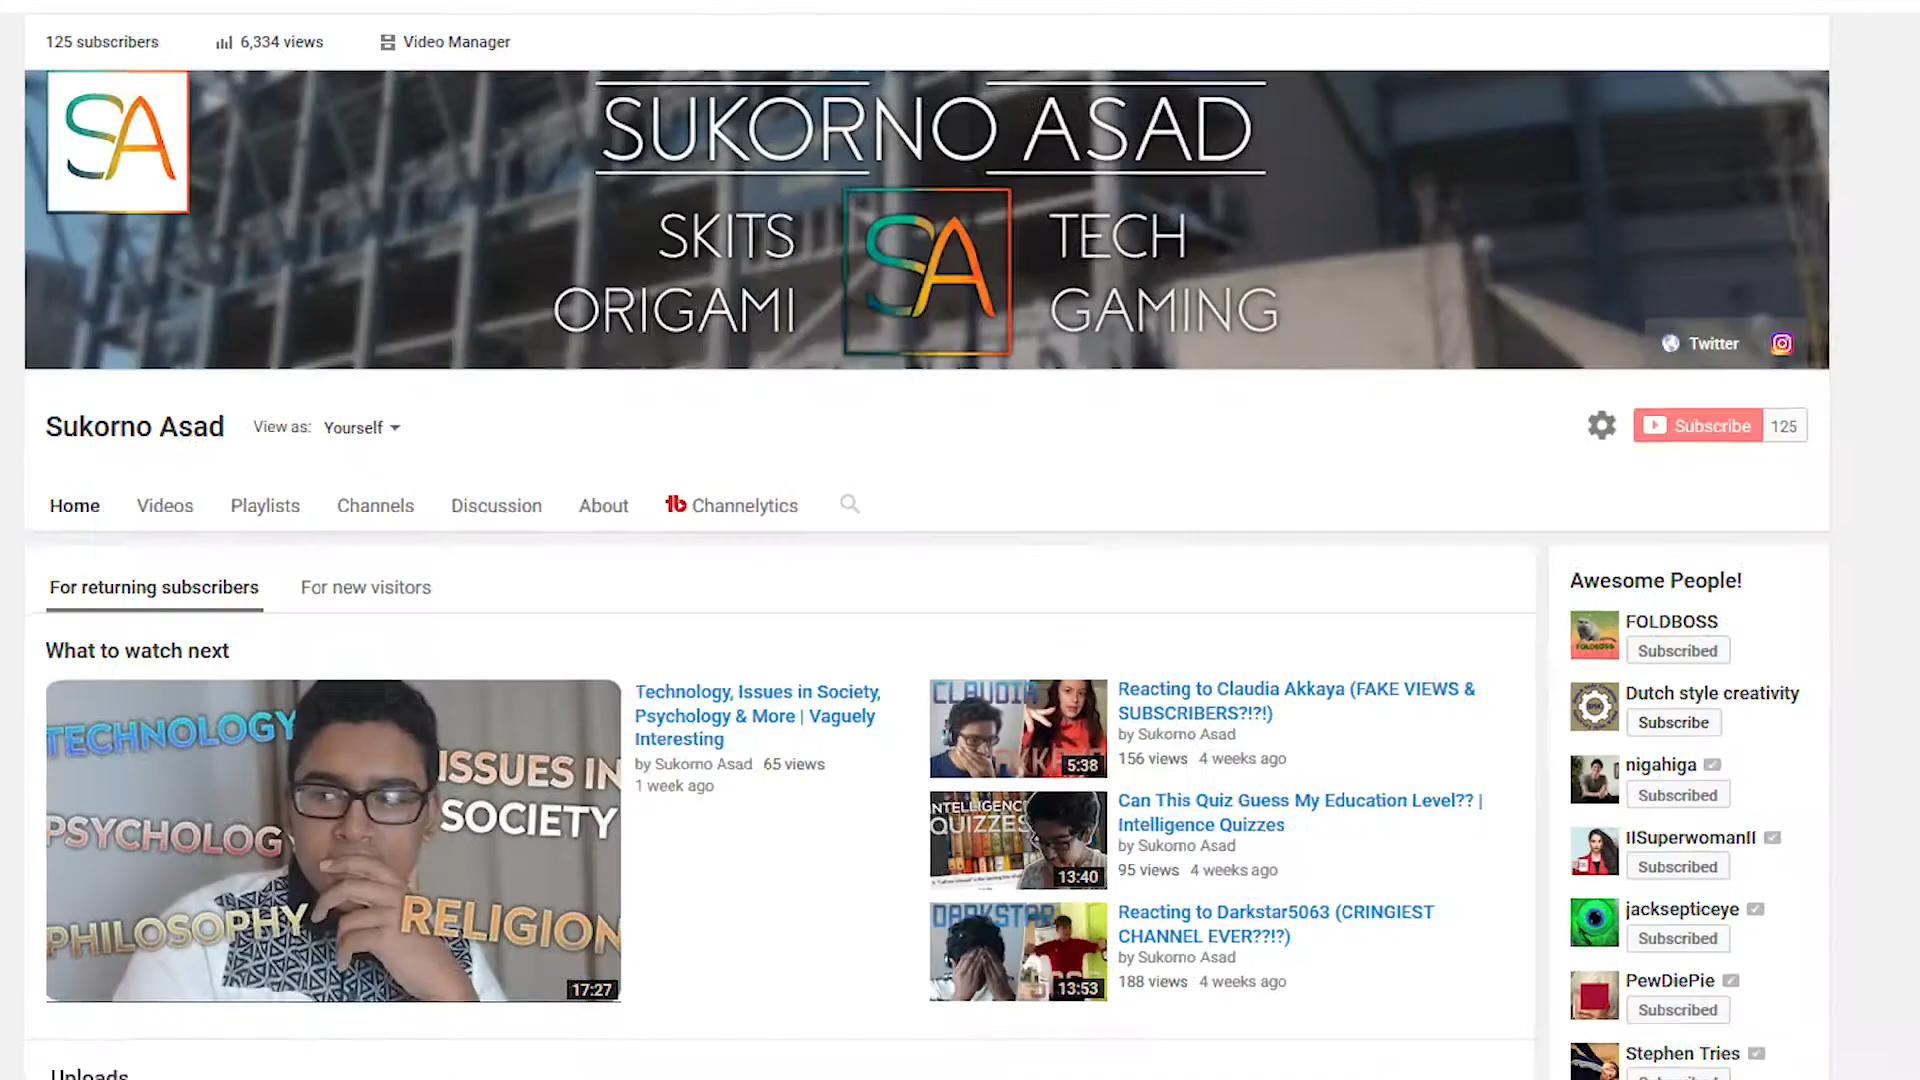 125 subscribers 6,334 views Video Manager
SA
SUKORNO ASAD
SKITS TECH
SA
ORIGAMI GAMING
Twitter
Sukorno Asad View as: Yourself
Subscribe 125
Home Videos Playlists Channels Discussion About tb Channelytics
For returning subscribers For new visitors
What to watch next
TECHNOLOGY
ISSUES IN
SOCIETY
PSYCHOLOG
PHILOSOPHY
RELIGION
17:27
Technology, Issues in Society,
Psychology & More | Vaguely
Interesting
by Sukorno Asad 65 views
1 week ago
CLAUDIA
5:38
Reacting to Claudia Akkaya (FAKE VIEWS &
SUBSCRIBERS?!?!)
by Sukorno Asad
156 views 4 weeks ago
INTELLIGENCE
QUIZZES
13:40
Can This Quiz Guess My Education Level?? |
Intelligence Quizzes
by Sukorno Asad
95 views 4 weeks ago
DARKSTAR
13:53
Reacting to Darkstar5063 (CRINGIEST
CHANNEL EVER??!?)
by Sukorno Asad
188 views 4 weeks ago
Uploads
Awesome People!
FOLDBOSS
Subscribed
Dutch style creativity
Subscribe
nigahiga
Subscribed
IISuperwomanII
Subscribed
jacksepticeye
Subscribed
PewDiePie
Subscribed
Stephen Tries